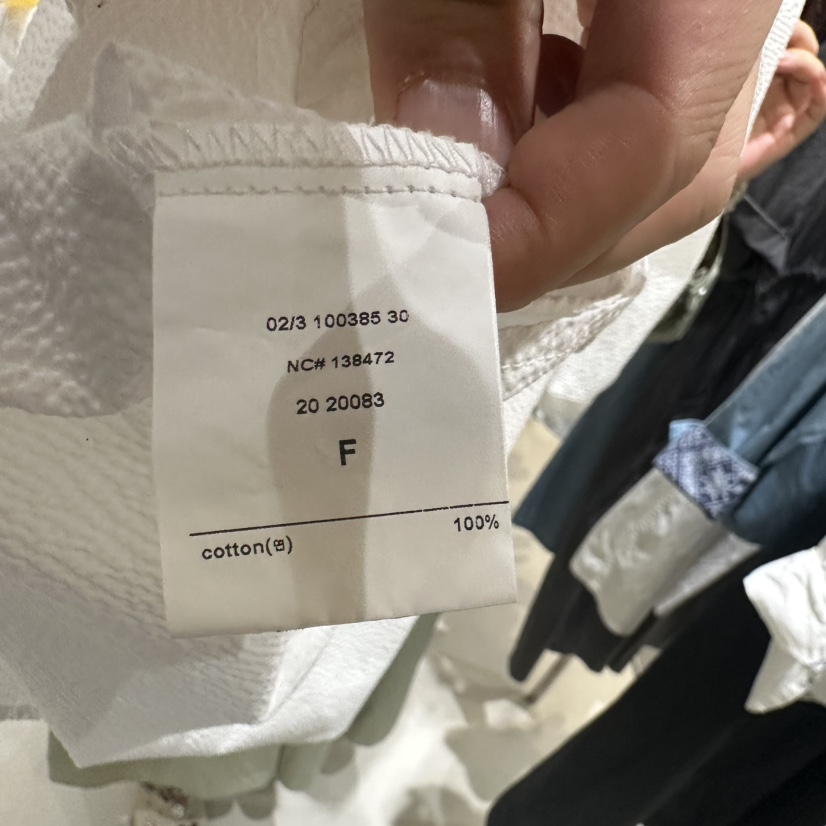 02/3 100385 30
NC# 138472
20 20083
F
100%
cotton(면)